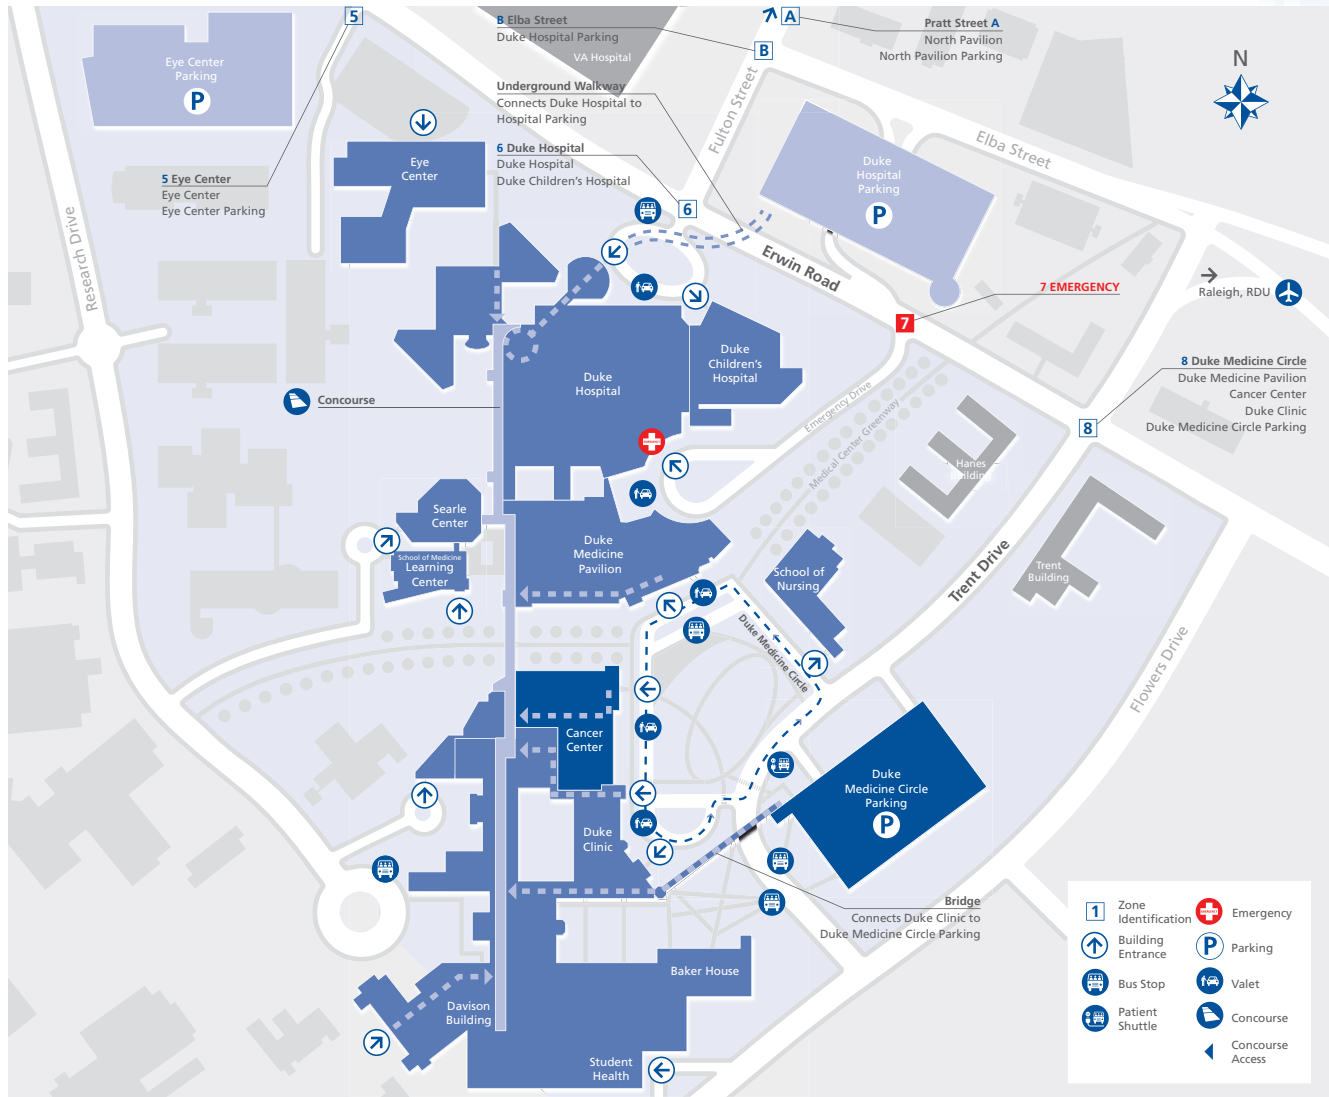 5
A
B Elba Street
Duke Hospital Parking
VA Hospital
B
Pratt Street A
North Pavilion
North Pavilion Parking
N
Eye Center
Parking
P
Underground Walkway
Connects Duke Hospital to
Hospital Parking
Fulton Street
Elba Street
6 Duke Hospital
Duke Hospital
Duke Children's Hospital
Eye
Center
Duke
Hospital
Parking
P
5 Eye Center
Eye Center
Eye Center Parking
6
Research Drive
Erwin Road
7 EMERGENCY
Raleigh, RDU
7
Duke
Children's
Hospital
Duke
Hospital
8 Duke Medicine Circle
Duke Medicine Pavilion
Cancer Center
Duke Clinic
Duke Medicine Circle Parking
Concourse
Emergency Drive
Medical Center Greenway
8
EMERGENCY
Hanes
Building
Searle
Center
School of Medicine
Learning
Center
Duke
Medicine
Pavilion
School of
Nursing
Trent Drive
Trent
Building
Duke Medicine Circle
Flowers Drive
Cancer
Center
Duke
Medicine Circle
Parking
P
Duke
Clinic
Bridge
Connects Duke Clinic to
Duke Medicine Circle Parking
Baker House
Davison
Building
Student
Health
1
Zone
Identification
EMERGENCY
Emergency
Building
Entrance
P
Parking
Bus Stop
Valet
Patient
Shuttle
Concourse
Concourse
Access